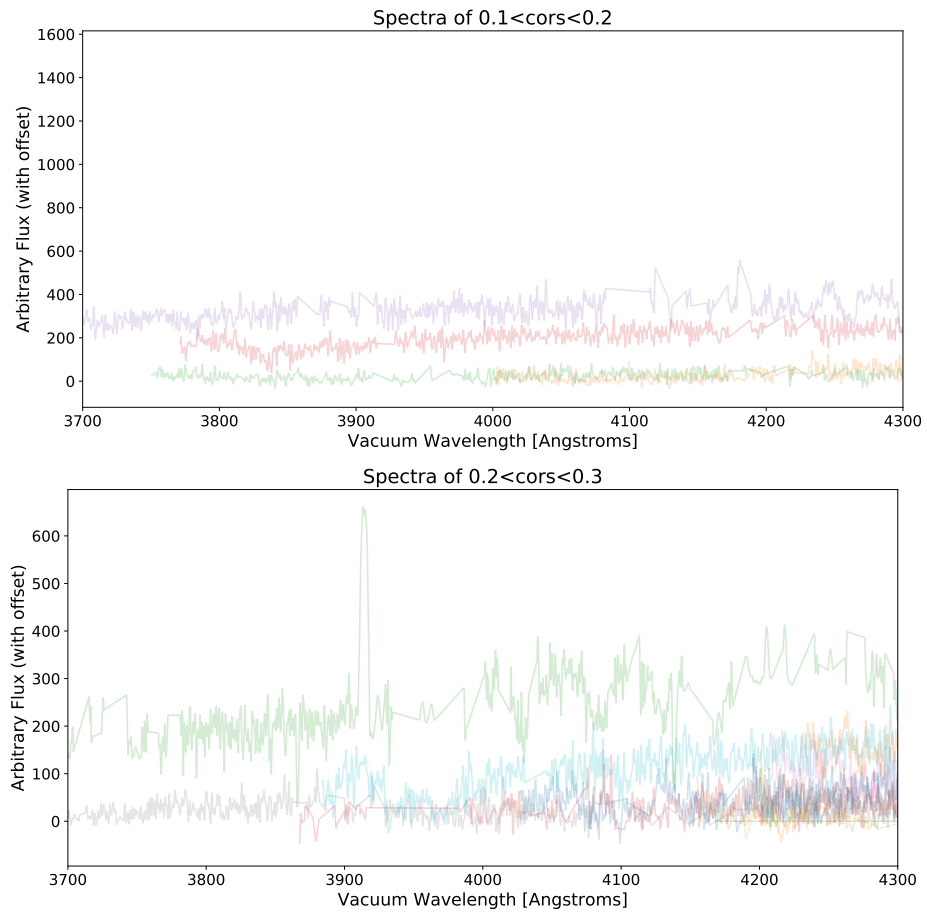 Spectra of 0.1<cors<0.2
Arbitrary Flux (with offset)
1600
1400
1200
1000
800
600
400
200
0
3700 3800 3900 4000 4100 4200 4300
Vacuum Wavelength [Angstroms]
Spectra of 0.2<cors<0.3
Arbitrary Flux (with offset)
600
500
400
300
200
100
0
3700 3800 3900 4000 4100 4200 4300
Vacuum Wavelength [Angstroms]